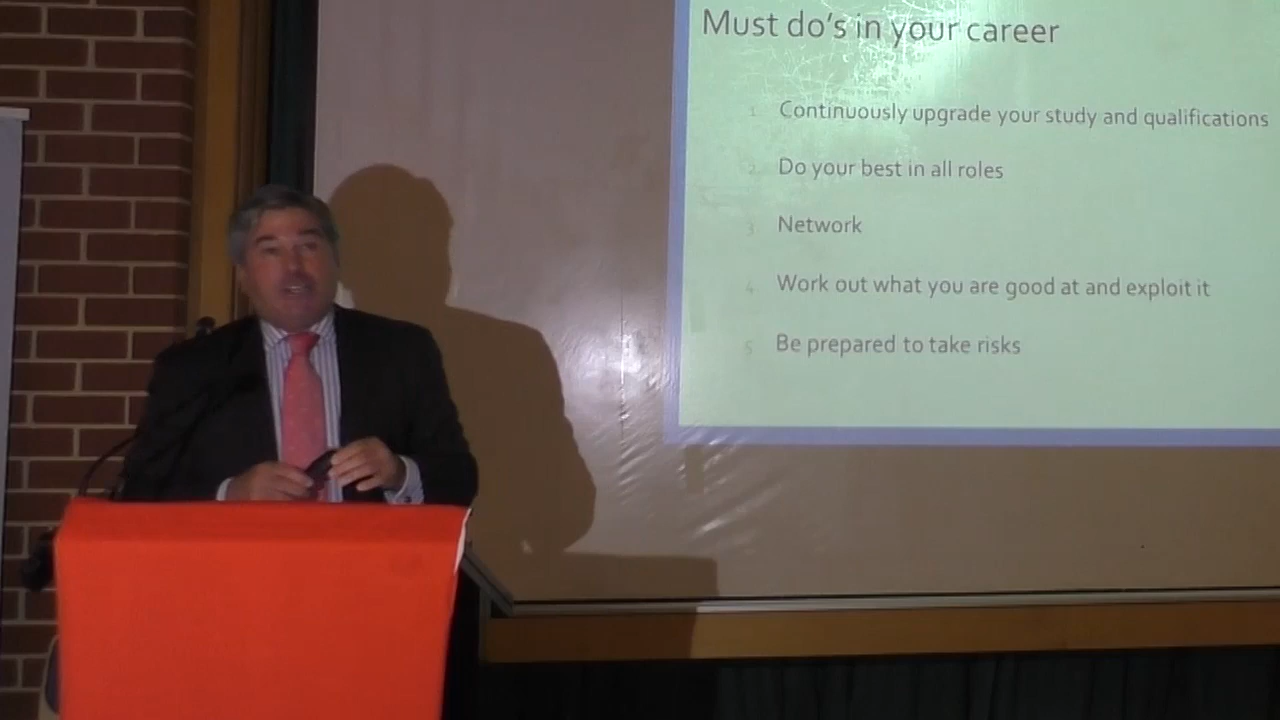 Must do's in your career
1. Continuously upgrade your study and qualifications
2. Do your best in all roles
3. Network
4. Work out what you are good at and exploit it
5. Be prepared to take risks